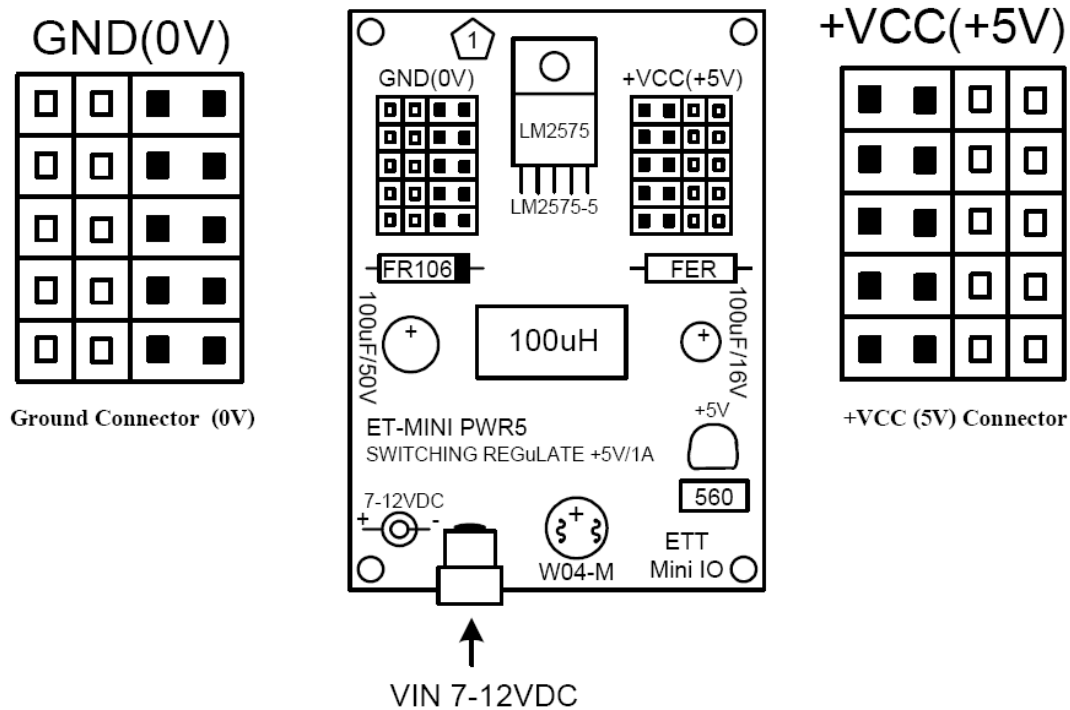 GND(0V)
Ground Connector (0V)
1
GND(0V)
+VCC(+5V)
LM2575
LM2575-5
FR106
FER
100uF/50V
+
100uH
+
100uF/16V
ET-MINI PWR5
SWITCHING REGuLATE +5V/1A
+5V
560
7-12VDC
+ -
+
W04-M
ETT
Mini IO
VIN 7-12VDC
+VCC(+5V)
+VCC (5V) Connector